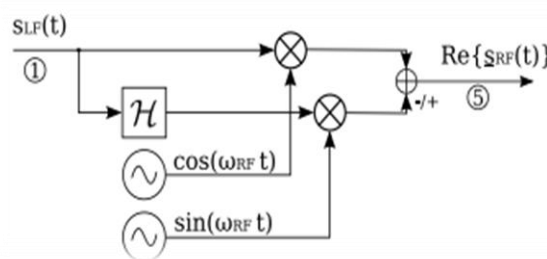 sLF(t)
①
Re{sRF(t)}
-/+
⑤
ℋ
cos(ωRF t)
sin(ωRF t)